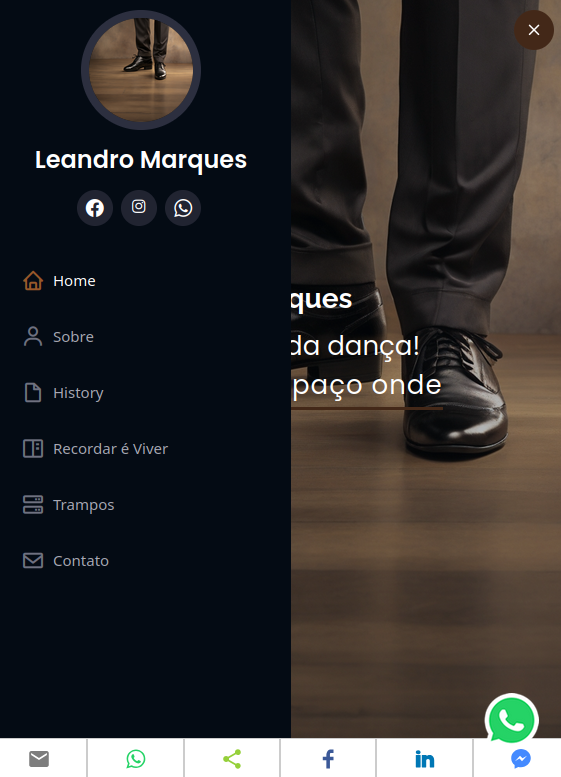 Leandro Marques
Home
Sobre
History
Recordar é Viver
Trampos
Contato
ques
da dança!
paço onde